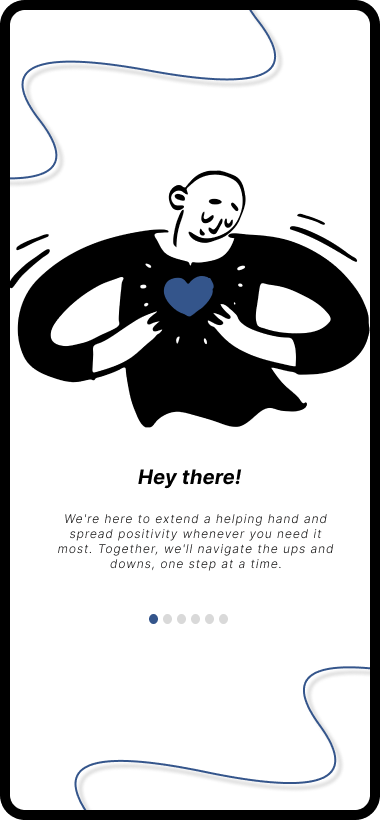 Hey there!
We're here to extend a helping hand and
spread positivity whenever you need it
most. Together, we'll navigate the ups and
downs, one step at a time.